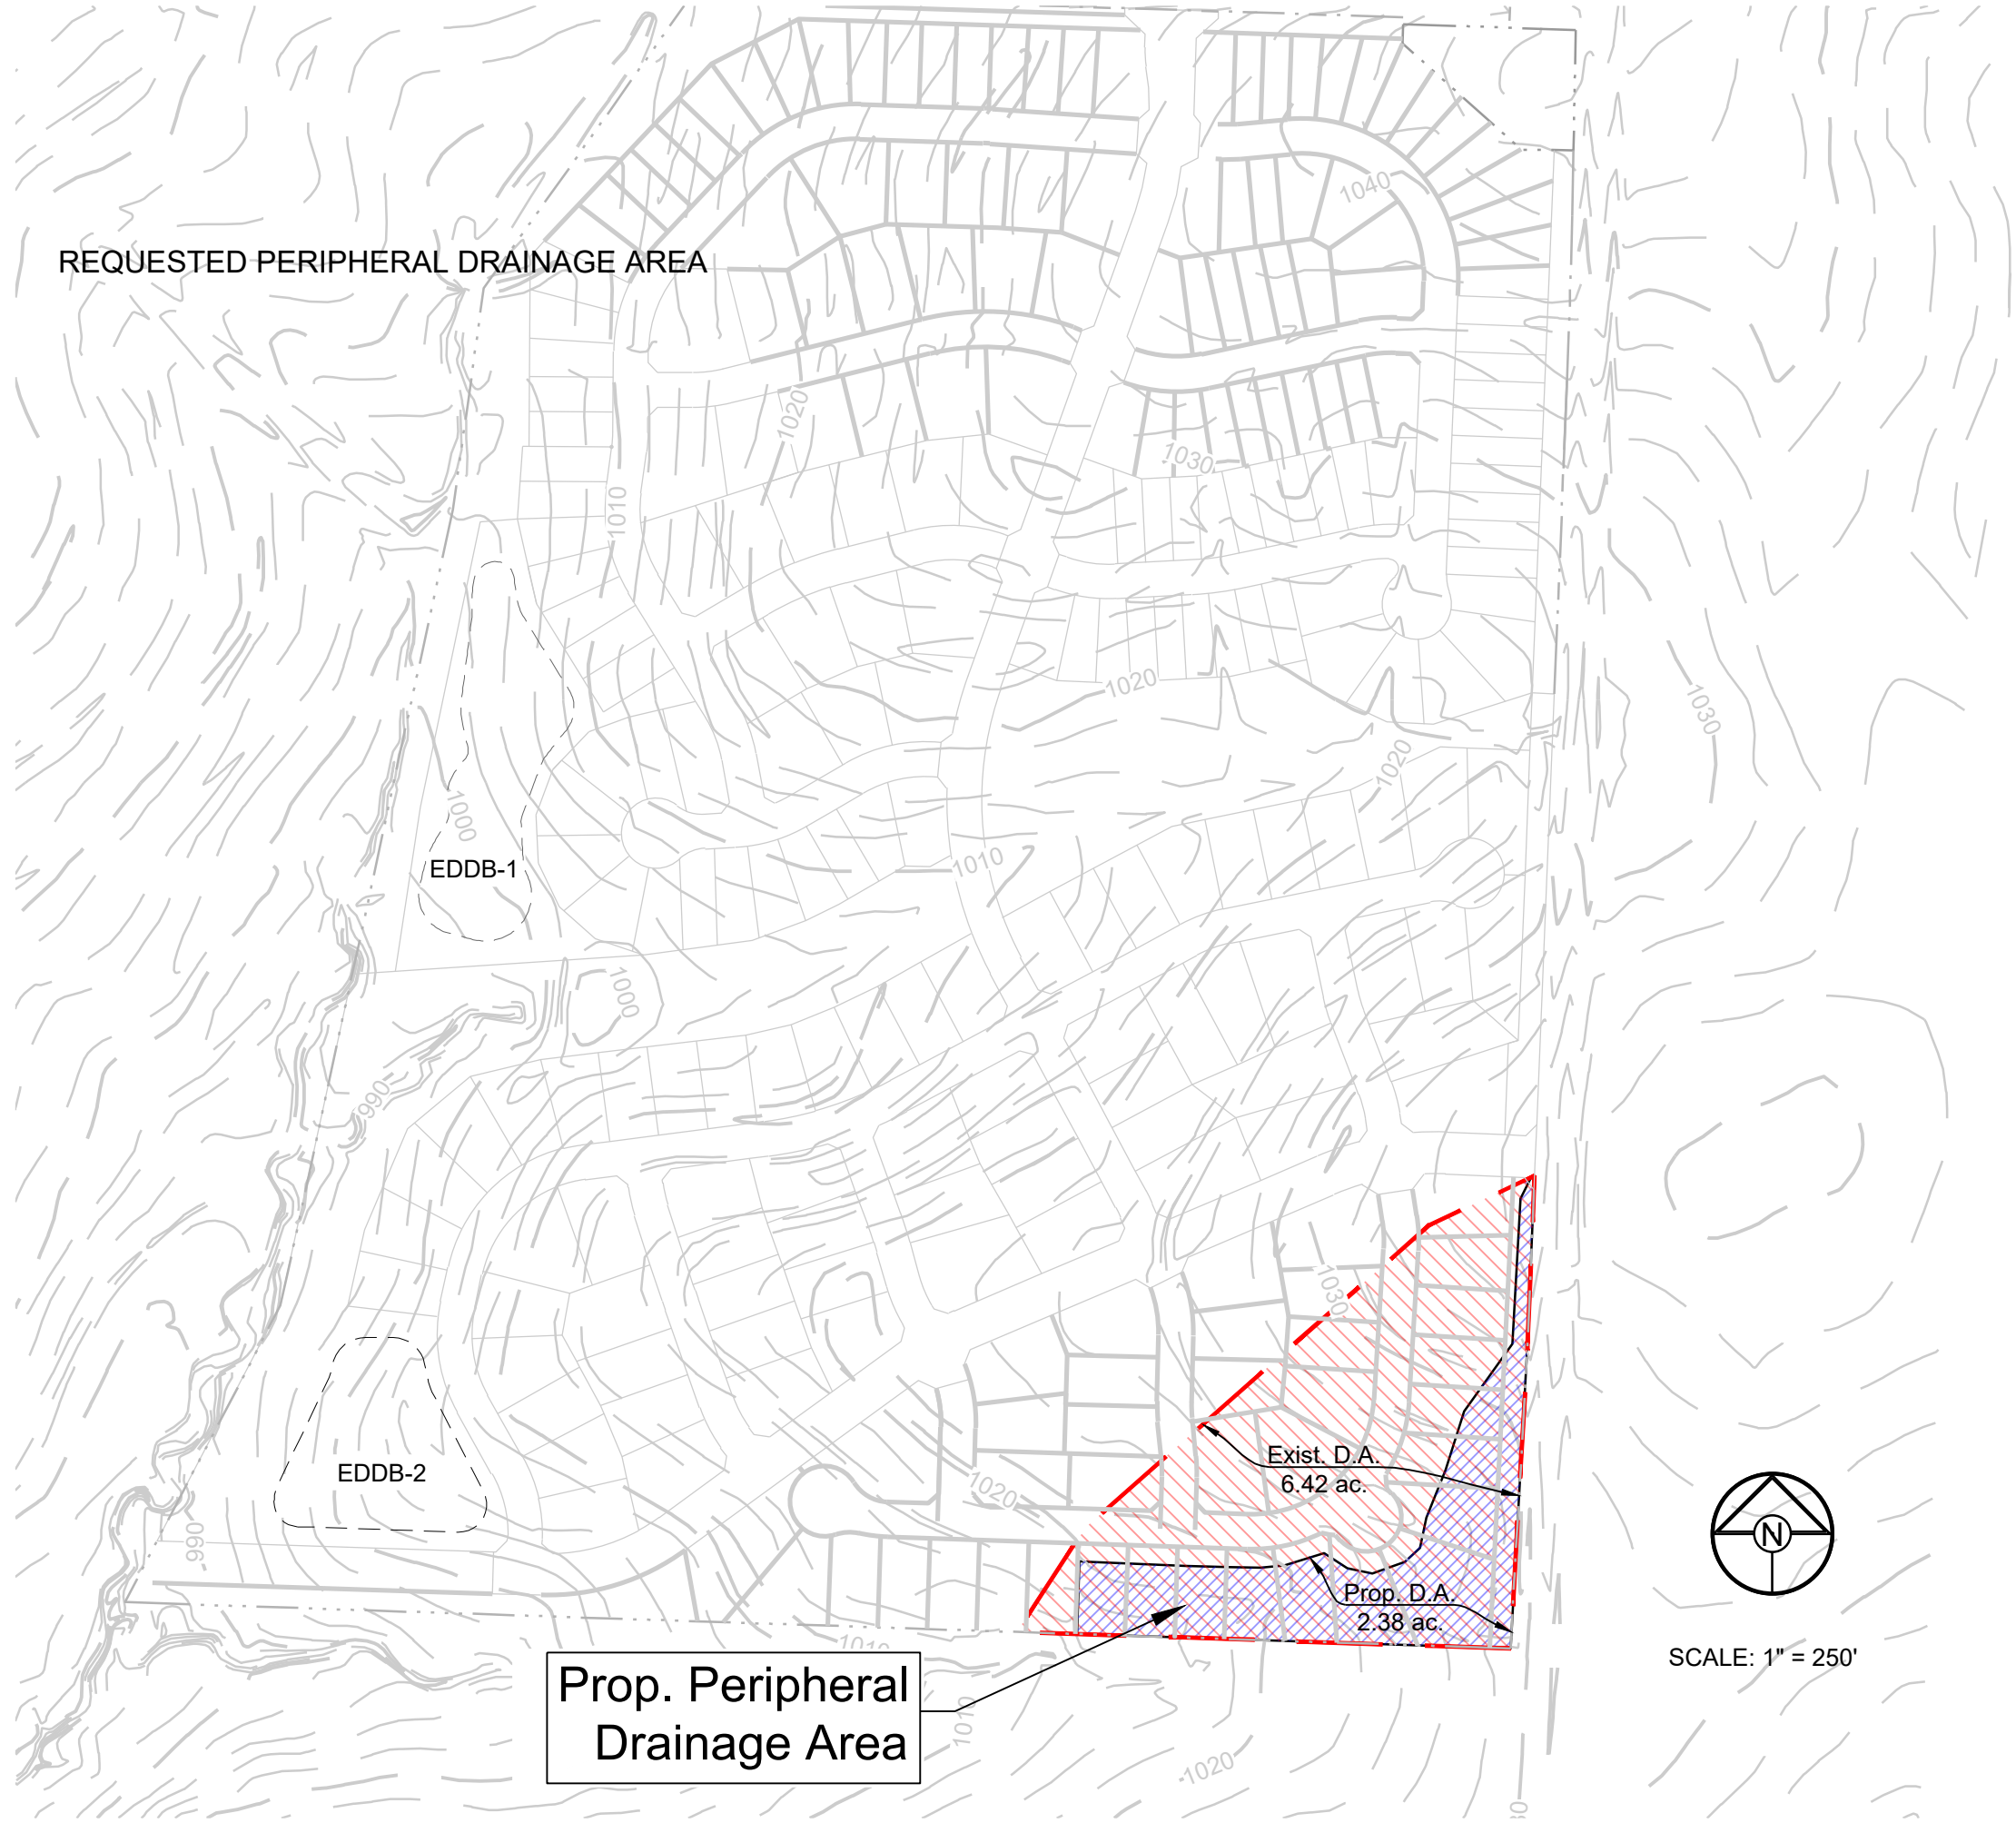 1040
REQUESTED PERIPHERAL DRAINAGE AREA
1020
1030
1010
1020
1030
1020
1000
EDDB-1
1010
1000
990
1030
Exist. D.A.
6.42 ac.
EDDB-2
1020
990
N
Prop. D.A.
2.38 ac.
1010
SCALE: 1" = 250'
Prop. Peripheral
Drainage Area
1010
1020